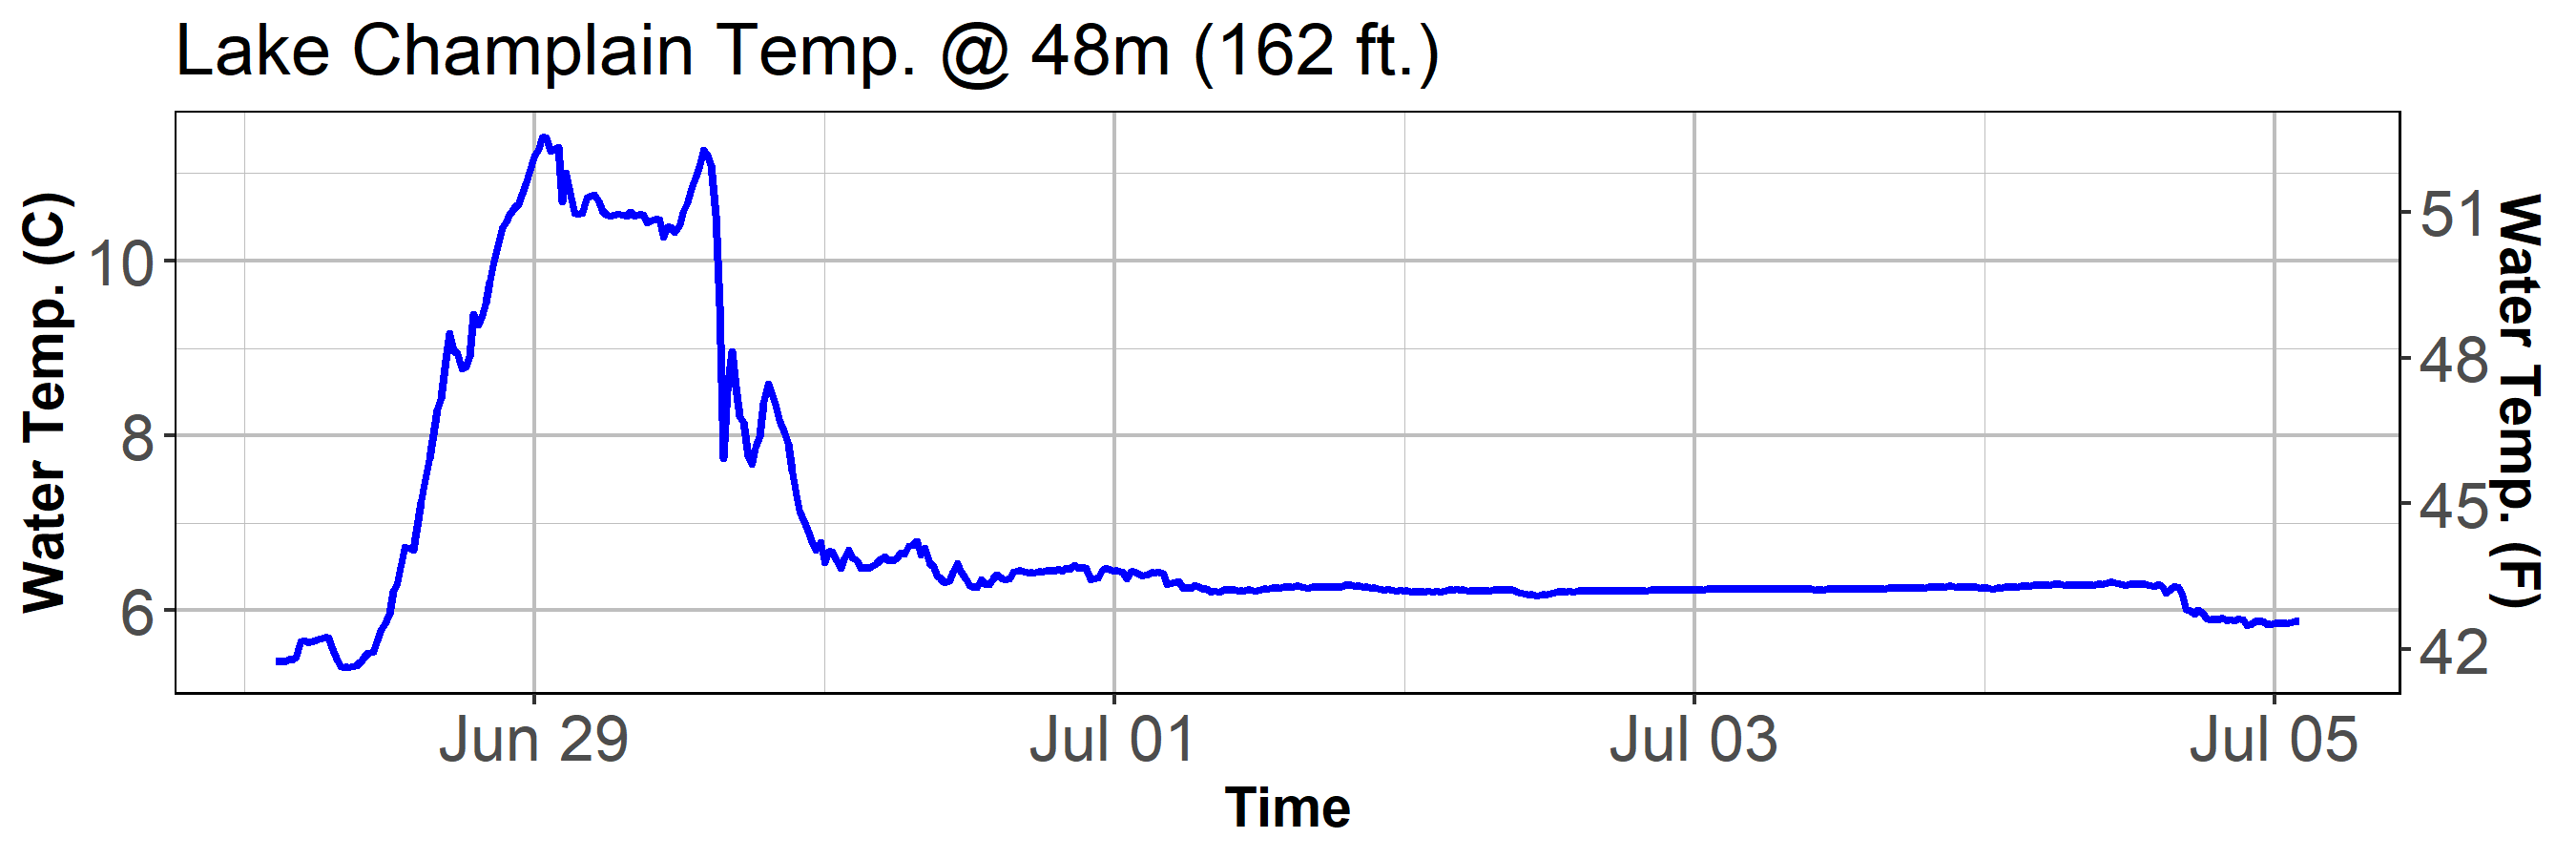 Lake Champlain Temp. @ 48m (162 ft.)
Water Temp. (C)
10
8
6
51
48
45
42
Water Temp. (F)
Jun 29
Jul 01
Jul 03
Jul 05
Time